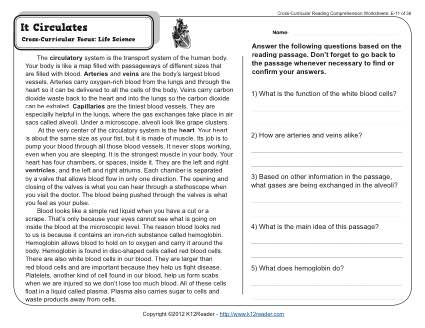 Cross-Curricular Reading Comprehension Worksheets: E-11 of 36
It Circulates
Cross-Curricular Focus: Life Science
Name
The circulatory system is the transport system of the human body.
Your body is like a map filled with passageways of different sizes that
are filled with blood. Arteries and veins are the body's largest blood
vessels. Arteries carry oxygen rich blood from the lungs and through the
heart so it can be delivered to all the cells of the body. Veins carry carbon
dioxide waste back to the heart and into the lungs so the carbon dioxide
can be exhaled. Capillaries are the tiniest blood vessels. They are
especially helpful in the lungs, where the gas exchanges take place in air
sacs called alveoli. Under a microscope, alveoli look like grape clusters.
At the very center of the circulatory system is the heart. Your heart
is about the same size as your fist, but it is made of muscle. Its job is to
pump your blood through all those blood vessels. It never stops working,
even when you are sleeping. It is the strongest muscle in your body. Your
heart has four chambers, or spaces, inside it. They are the left and right
ventricles, and the left and right atriums. Each chamber is separated
by a valve that allows blood flow in only one direction. The opening and
closing of the valves is what you can hear through a stethoscope when
you visit the doctor. The blood being pushed through the valves is what
you feel as your pulse.
Blood looks like a simple red liquid when you have a cut or a
scrape. That's only because your eyes cannot see what is going on
inside the blood at the microscopic level. The reason blood looks red
to us is because it contains an iron-rich substance called hemoglobin.
Hemoglobin allows blood to hold on to oxygen and carry it around the
body. Hemoglobin is found in disc-shaped cells called red blood cells.
There are also white blood cells in our blood. They are larger than
red blood cells and are important because they help us fight disease.
Platelets, another kind of cell found in our blood, help us form scabs
when we are injured so we don't lose too much blood. All of these cells
float in a liquid called plasma. Plasma also carries sugar to cells and
waste products away from cells.
Answer the following questions based on the
reading passage. Don't forget to go back to
the passage whenever necessary to find or
confirm your answers.
1) What is the function of the white blood cells?
2) How are arteries and veins alike?
3) Based on other information in the passage,
what gases are being exchanged in the alveoli?
4) What is the main idea of this passage?
5) What does hemoglobin do?
Copyright ©2012 K12Reader - http://www.k12reader.com